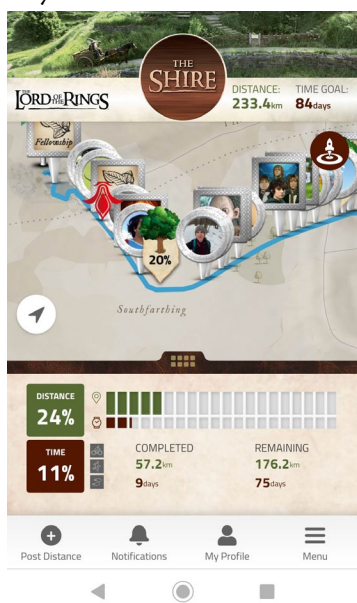 THE
SHIRE
THE
LORD OF THE RINGS
DISTANCE: TIME GOAL:
233.4km 84days
Fellowship
20%
Southfarthing
DISTANCE
24%
TIME
11%
COMPLETED REMAINING
57.2km 176.2km
9days 75days
Post Distance Notifications My Profile Menu